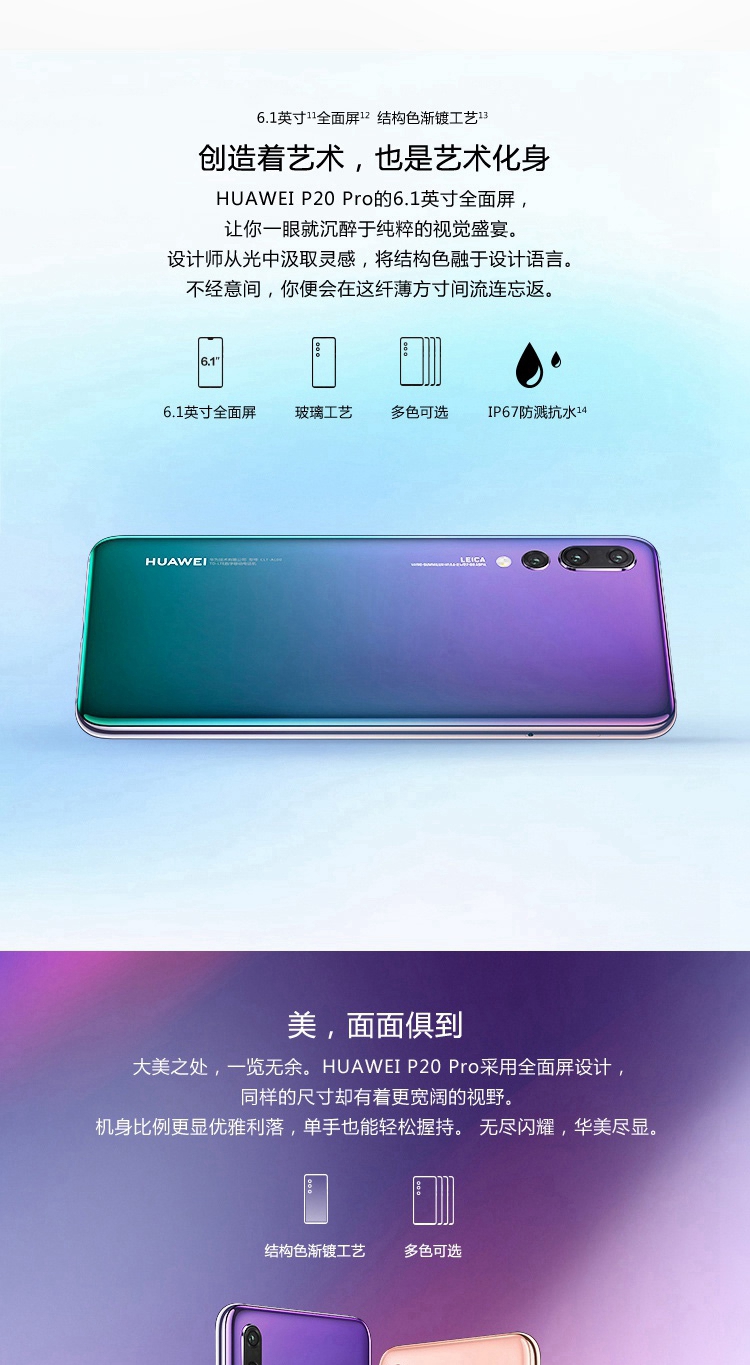 6.1英寸¹¹全面屏¹² 结构色渐镀工艺¹³
创造着艺术，也是艺术化身
HUAWEI P20 Pro的6.1英寸全面屏，
让你一眼就沉醉于纯粹的视觉盛宴。
设计师从光中汲取灵感，将结构色融于设计语言。
不经意间，你便会在这纤薄方寸间流连忘返。
6.1"
6.1英寸全面屏 玻璃工艺 多色可选 IP67防溅抗水¹⁴
HUAWEI
LEICA
美，面面俱到
大美之处，一览无余。HUAWEI P20 Pro采用全面屏设计，
同样的尺寸却有着更宽阔的视野。
机身比例更显优雅利落，单手也能轻松握持。 无尽闪耀，华美尽显。
结构色渐镀工艺 多色可选